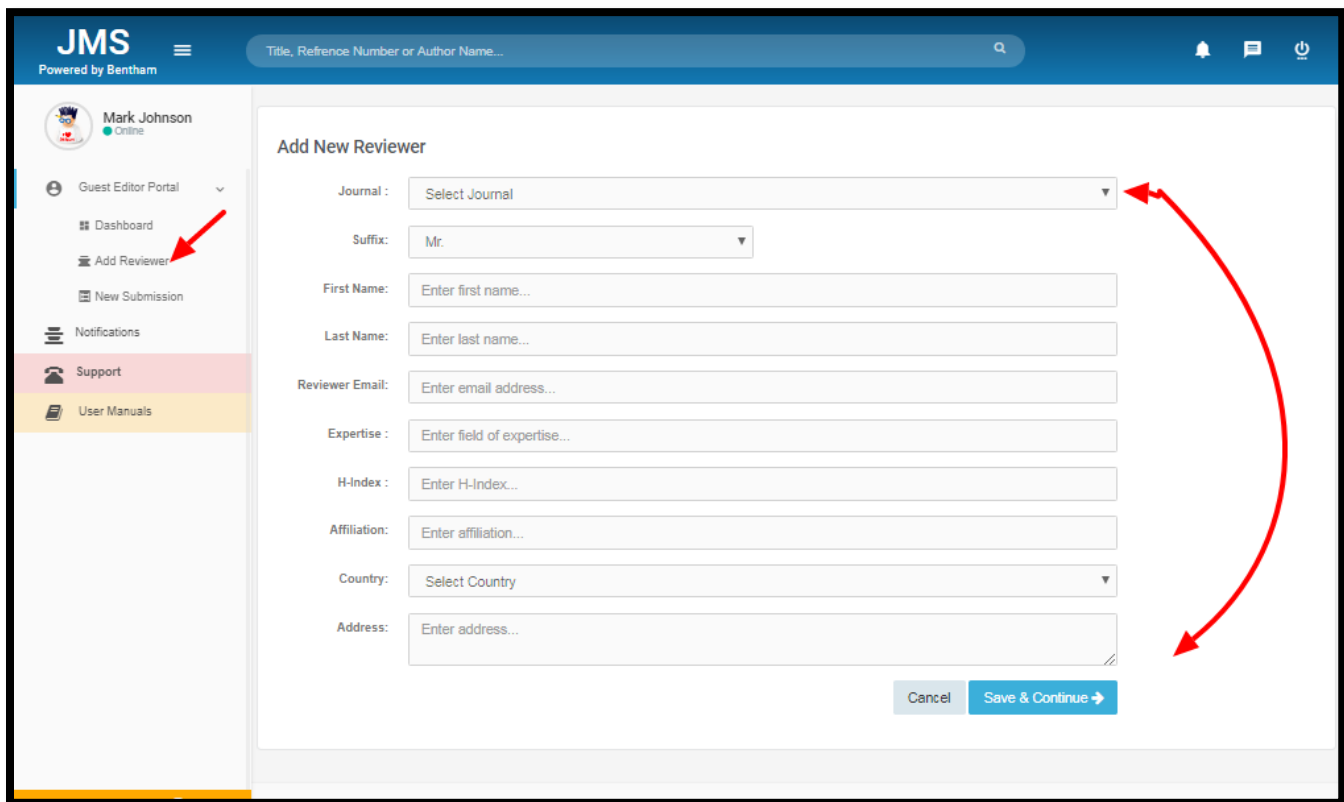 JMS
Powered by Bentham
Title, Refrence Number or Author Name...
Mark Johnson
Online
Guest Editor Portal
Dashboard
Add Reviewer
New Submission
Notifications
Support
User Manuals
Add New Reviewer
Journal : Select Journal
Suffix: Mr.
First Name: Enter first name...
Last Name: Enter last name...
Reviewer Email: Enter email address...
Expertise : Enter field of expertise...
H-Index : Enter H-Index...
Affiliation: Enter affiliation...
Country: Select Country
Address: Enter address...
Cancel Save & Continue